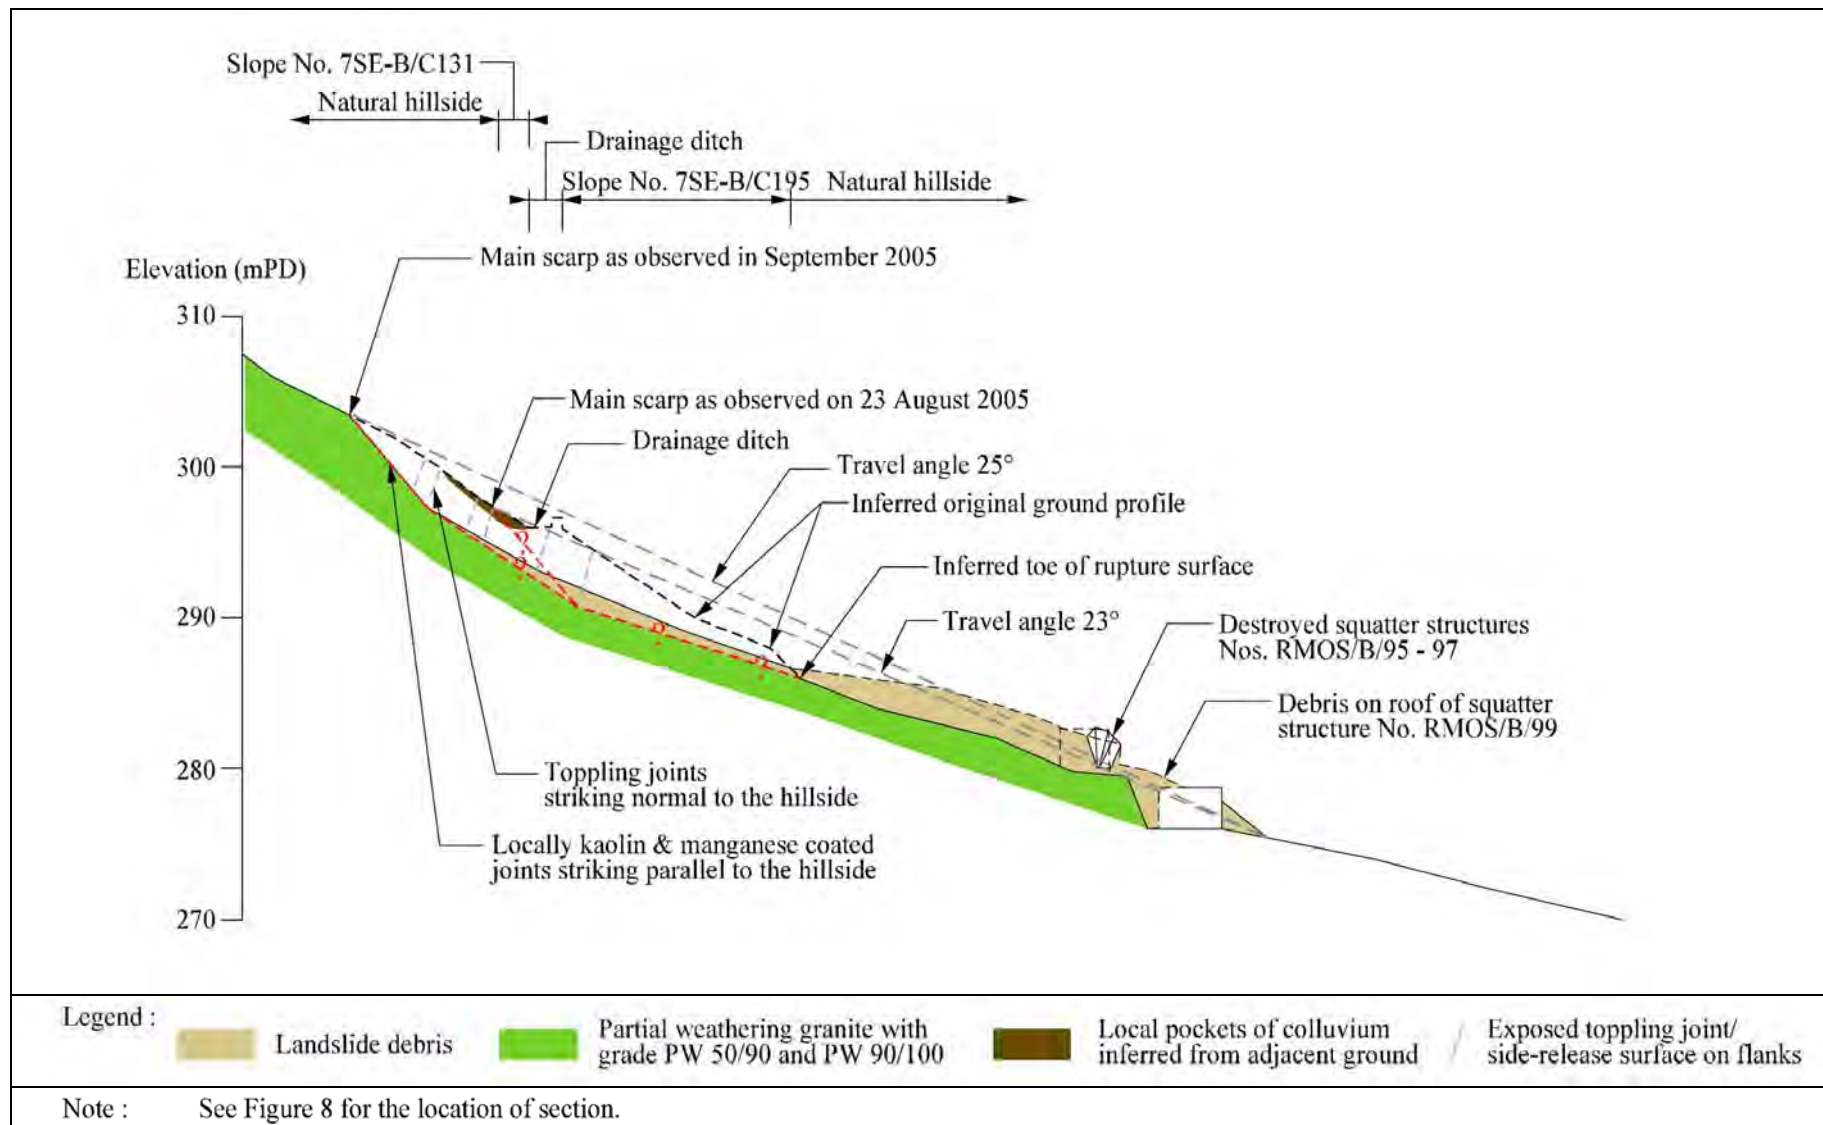 Slope No. 7SE-B/C131
Natural hillside
Drainage ditch
Slope No. 7SE-B/C195
Natural hillside
Main scarp as observed in September 2005
Elevation (mPD)
310
Main scarp as observed on 23 August 2005
Drainage ditch
300
Travel angle 25°
Inferred original ground profile
Inferred toe of rupture surface
290
Travel angle 23°
Destroyed squatter structures
Nos. RMOS/B/95 - 97
Debris on roof of squatter
structure No. RMOS/B/99
280
Toppling joints
striking normal to the hillside
Locally kaolin & manganese coated
joints striking parallel to the hillside
270
?
?
?
?
Legend :
Landslide debris
Partial weathering granite with
grade PW 50/90 and PW 90/100
Local pockets of colluvium
inferred from adjacent ground
Exposed toppling joint/
side-release surface on flanks
Note : See Figure 8 for the location of section.